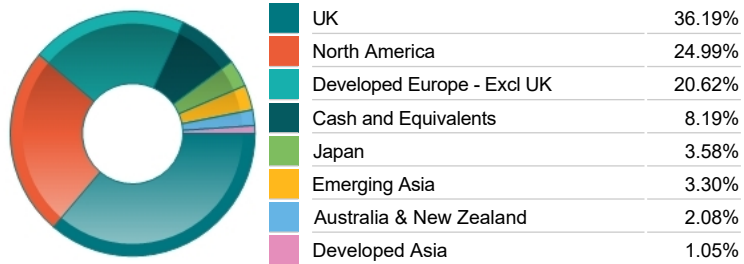 UK 36.19%
North America 24.99%
Developed Europe - Excl UK 20.62%
Cash and Equivalents 8.19%
Japan 3.58%
Emerging Asia 3.30%
Australia & New Zealand 2.08%
Developed Asia 1.05%